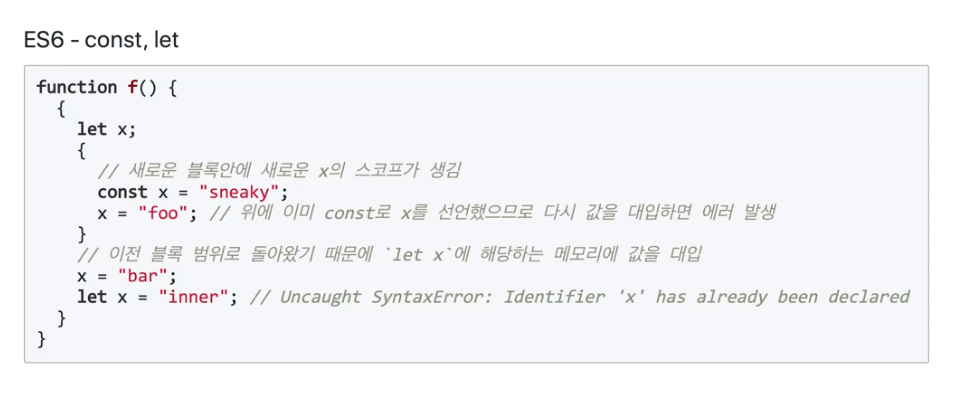 ES6 - const, let
function f() {
  {
    let x;
    {
      // 새로운 블록안에 새로운 x의 스코프가 생김
      const x = "sneaky";
      x = "foo"; // 위에 이미 const로 x를 선언했으므로 다시 값을 대입하면 에러 발생
    }
    // 이전 블록 범위로 돌아왔기 때문에 `let x`에 해당하는 메모리에 값을 대입
    x = "bar";
    let x = "inner"; // Uncaught SyntaxError: Identifier 'x' has already been declared
  }
}